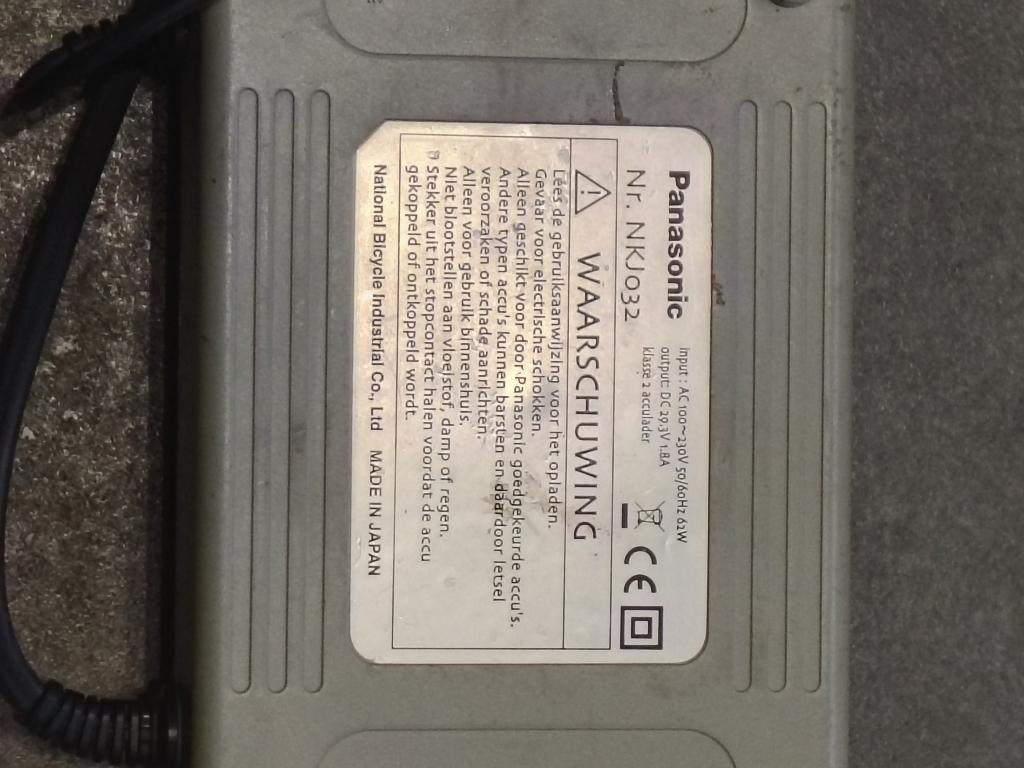 Panasonic
Nr. NKJ032
input : AC 100~230V 50/60Hz 62W
output: DC 29.3V 1.8A
klasse 2 acculader
CE
WAARSCHUWING
Lees de gebruiksaanwijzing voor het opladen.
Gevaar voor electrische schokken.
Alleen geschikt voor door Panasonic goedgekeurde accu's.
Andere typen accu's kunnen barsten en daardoor letsel
veroorzaken of schade aanrichten.
Alleen voor gebruik binnenshuis.
Niet blootstellen aan vloeistof, damp of regen.
Stekker uit het stopcontact halen voordat de accu
gekoppeld of ontkoppeld wordt.
National Bicycle Industrial Co., Ltd MADE IN JAPAN